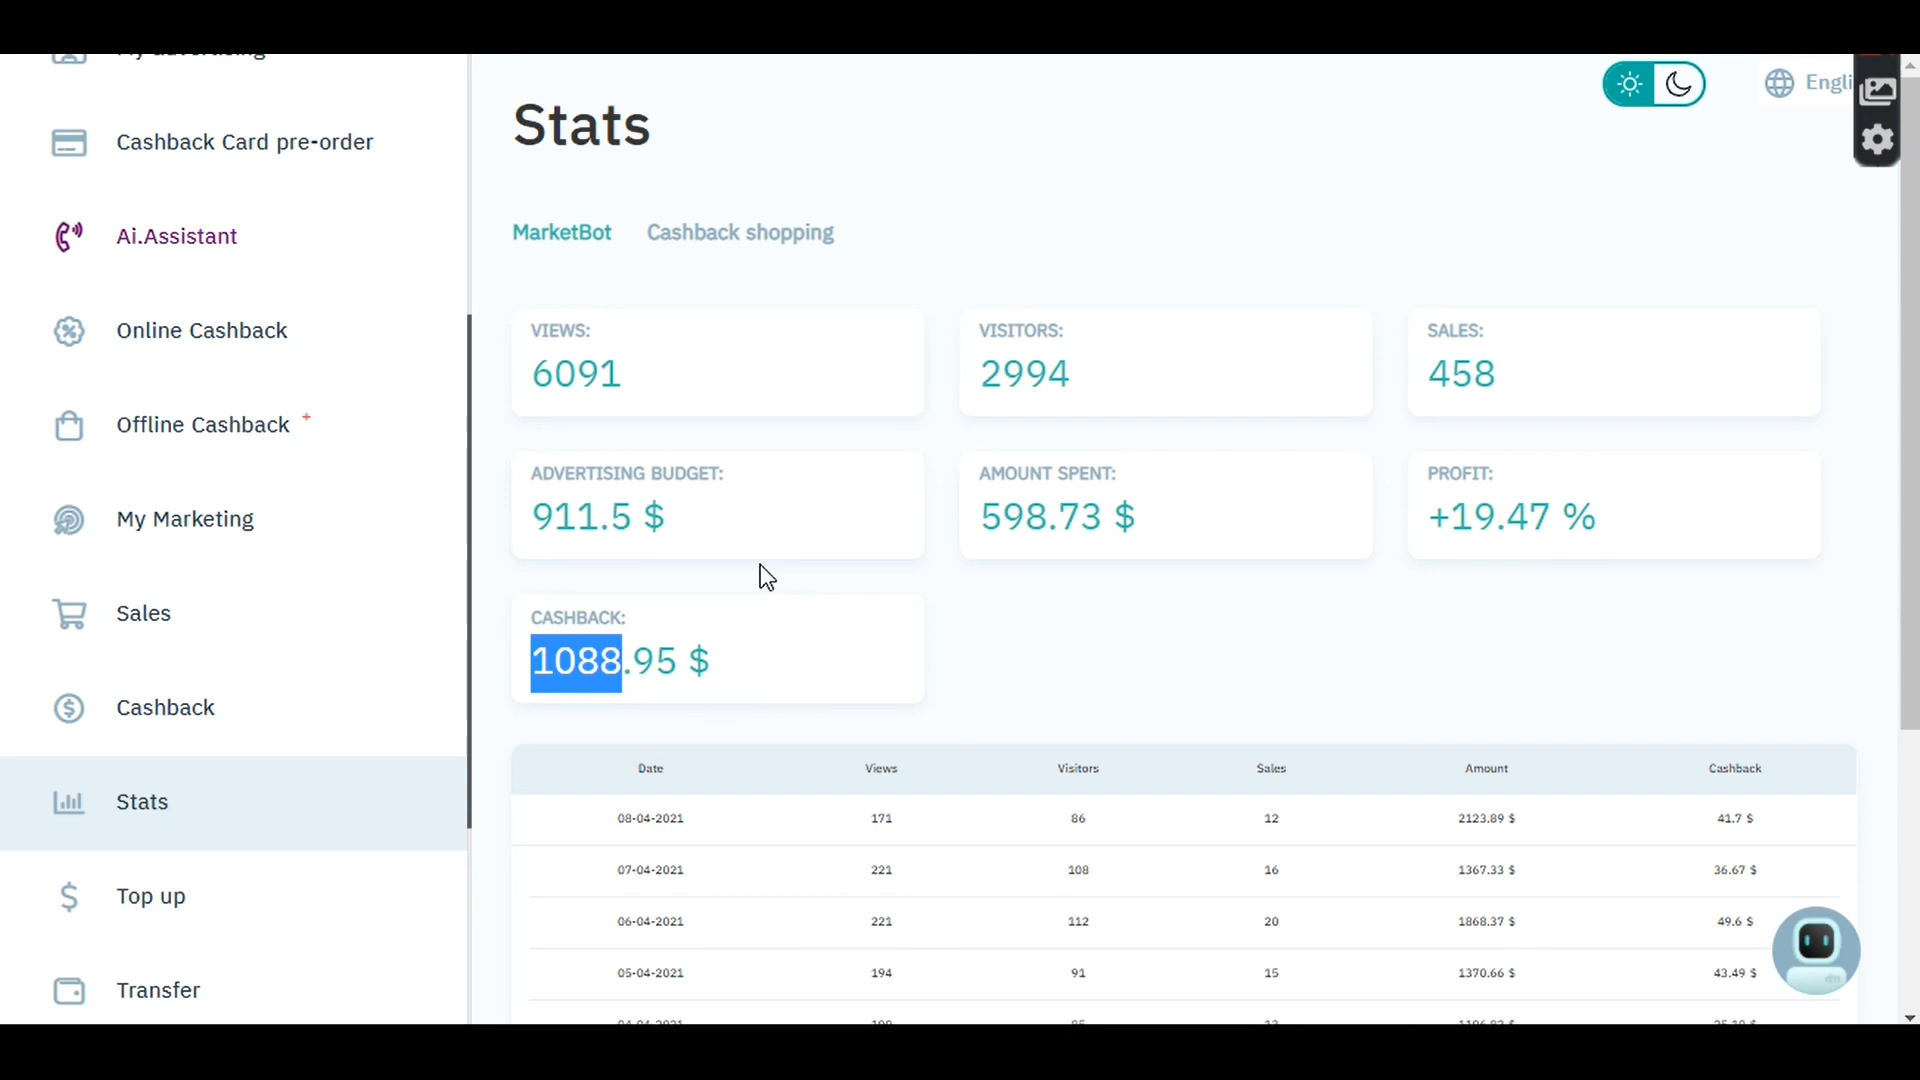 Cashback Card pre-order
Ai.Assistant
Online Cashback
Offline Cashback +
My Marketing
Sales
Cashback
Stats
Top up
Transfer
Stats
Engli
MarketBot Cashback shopping
VIEWS:
6091
VISITORS:
2994
SALES:
458
ADVERTISING BUDGET:
911.5 $
AMOUNT SPENT:
598.73 $
PROFIT:
+19.47 %
CASHBACK:
1088.95 $
Date Views Visitors Sales Amount Cashback
08-04-2021 171 86 12 2123.89 $ 41.7 $
07-04-2021 221 108 16 1367.33 $ 36.67 $
06-04-2021 221 112 20 1868.37 $ 49.6 $
05-04-2021 194 91 15 1370.66 $ 43.49 $